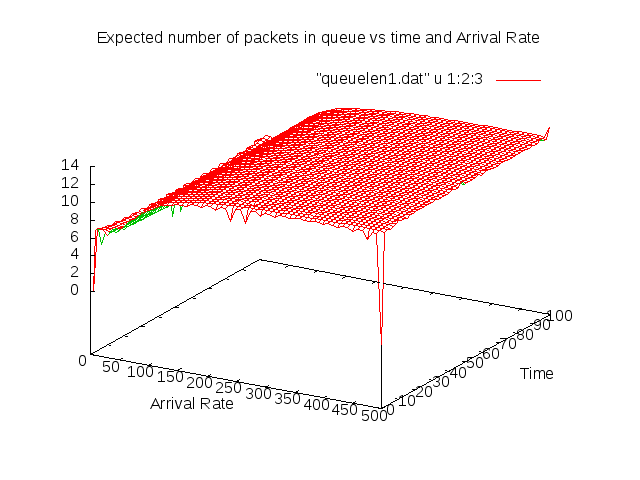 Expected number of packets in queue vs time and Arrival Rate
"queuelen1.dat" u 1:2:3
14
12
10
8
6
4
2
0
0 50 100 150 200 250 300 350 400 450 500
Arrival Rate
0 10 20 30 40 50 60 70 80 90 100
Time